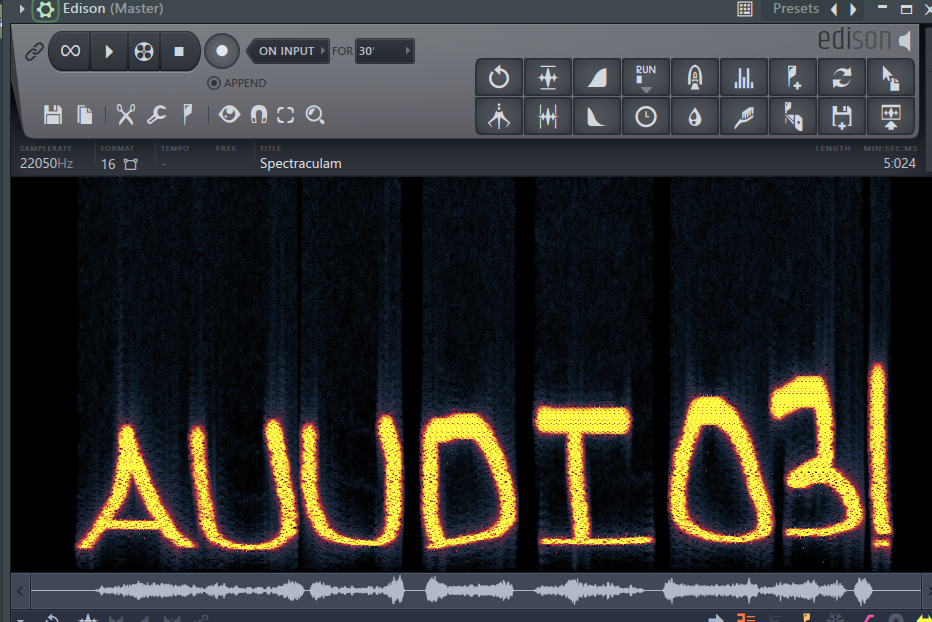 Edison (Master)
Presets
edison
ON INPUT FOR 30'
APPEND
RUN
SAMPLERATE FORMAT TEMPO FREE TITLE LENGTH MIN:SEC:MS
22050Hz 16 - Spectraculam 5:024
AUUDIO3!